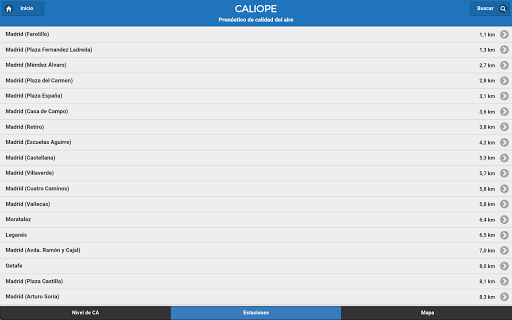 Inicio
CALIOPE
Buscar
Pronóstico de calidad del aire
Madrid (Farolillo) 1,1 km
Madrid (Plaza Fernandez Ladreda) 1,3 km
Madrid (Méndez Álvaro) 2,7 km
Madrid (Plaza del Carmen) 2,8 km
Madrid (Plaza España) 3,1 km
Madrid (Casa de Campo) 3,6 km
Madrid (Retiro) 3,8 km
Madrid (Escuelas Aguirre) 4,2 km
Madrid (Castellana) 5,3 km
Madrid (Villaverde) 5,7 km
Madrid (Cuatro Caminos) 5,8 km
Madrid (Vallecas) 5,8 km
Moratalaz 6,4 km
Leganés 6,5 km
Madrid (Avda. Ramón y Cajal) 7,0 km
Getafe 8,0 km
Madrid (Plaza Castilla) 8,1 km
Madrid (Arturo Soria) 8,3 km
Nivel de CA
Estaciones
Mapa